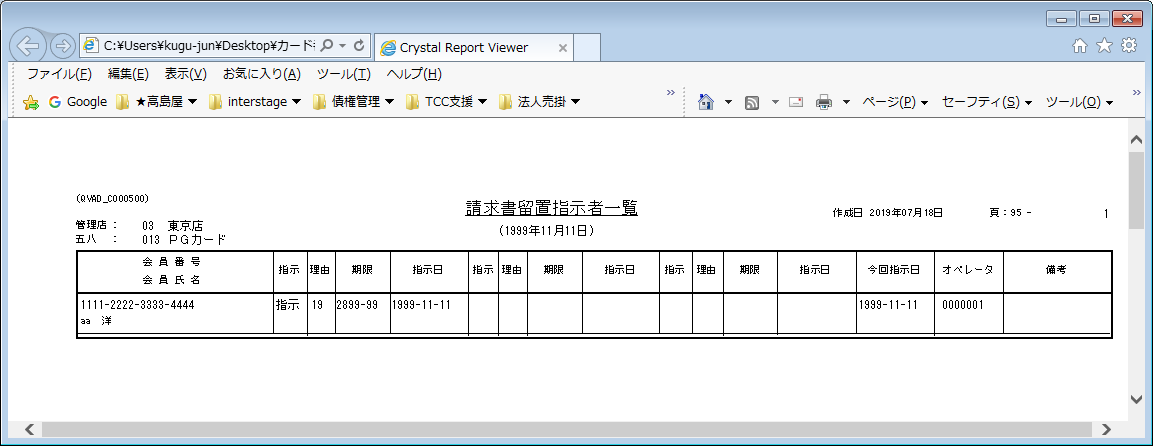 C:¥Users¥kugu-jun¥Desktop¥カード
Crystal Report Viewer
ファイル(F) 編集(E) 表示(V) お気に入り(A) ツール(T) ヘルプ(H)
Google ★高島屋 interstage 債権管理 TCC支援 法人売掛 » ページ(P) セーフティ(S) ツール(O) »
(QVAD_C000500)
請求書留置指示者一覧
作成日 2019年07月18日 頁:95 - 1
管理店 : 03 東京店
(1999年11月11日)
五八 : 013 PGカード
会 員 番 号
会 員 氏 名
指示 理由 期限 指示日 指示 理由 期限 指示日 指示 理由 期限 指示日 今回指示日 オペレータ 備考
1111-2222-3333-4444 指示 19 2899-99 1999-11-11 1999-11-11 0000001
aa 洋